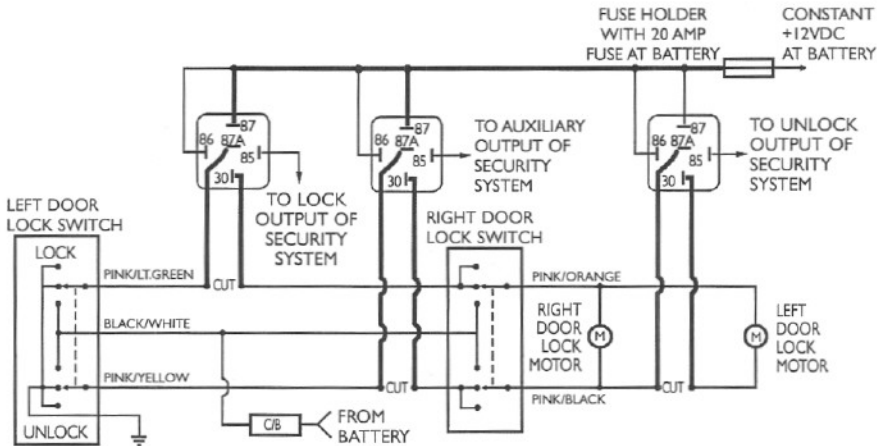 FUSE HOLDER
WITH 20 AMP
FUSE AT BATTERY
CONSTANT
+12VDC
AT BATTERY
87
86
87A
85
30
87
86
87A
85
30
87
86
87A
85
30
TO LOCK
OUTPUT OF
SECURITY
SYSTEM
TO AUXILIARY
OUTPUT OF
SECURITY
SYSTEM
TO UNLOCK
OUTPUT OF
SECURITY
SYSTEM
LEFT DOOR
LOCK SWITCH
RIGHT DOOR
LOCK SWITCH
LOCK
PINK/LT.GREEN
CUT
PINK/ORANGE
BLACK/WHITE
RIGHT
DOOR
LOCK
MOTOR
M
M
LEFT
DOOR
LOCK
MOTOR
PINK/YELLOW
CUT
CUT
PINK/BLACK
UNLOCK
C/B
FROM
BATTERY